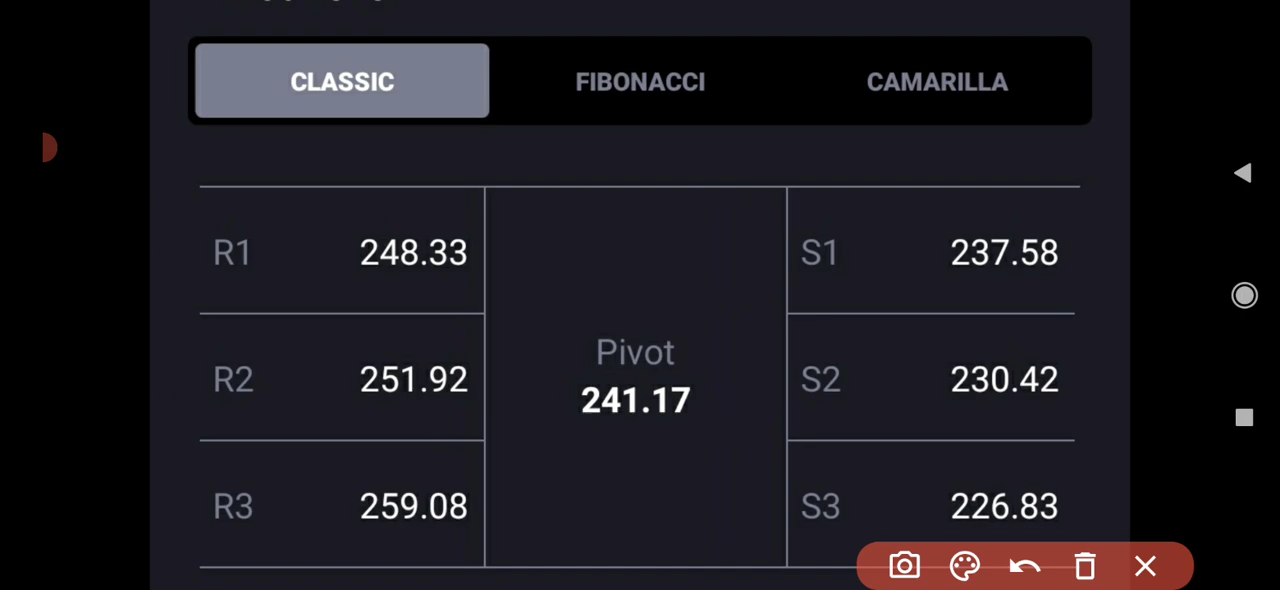 CLASSIC FIBONACCI CAMARILLA
R1 248.33 S1 237.58
R2 251.92 Pivot S2 230.42
241.17
R3 259.08 S3 226.83